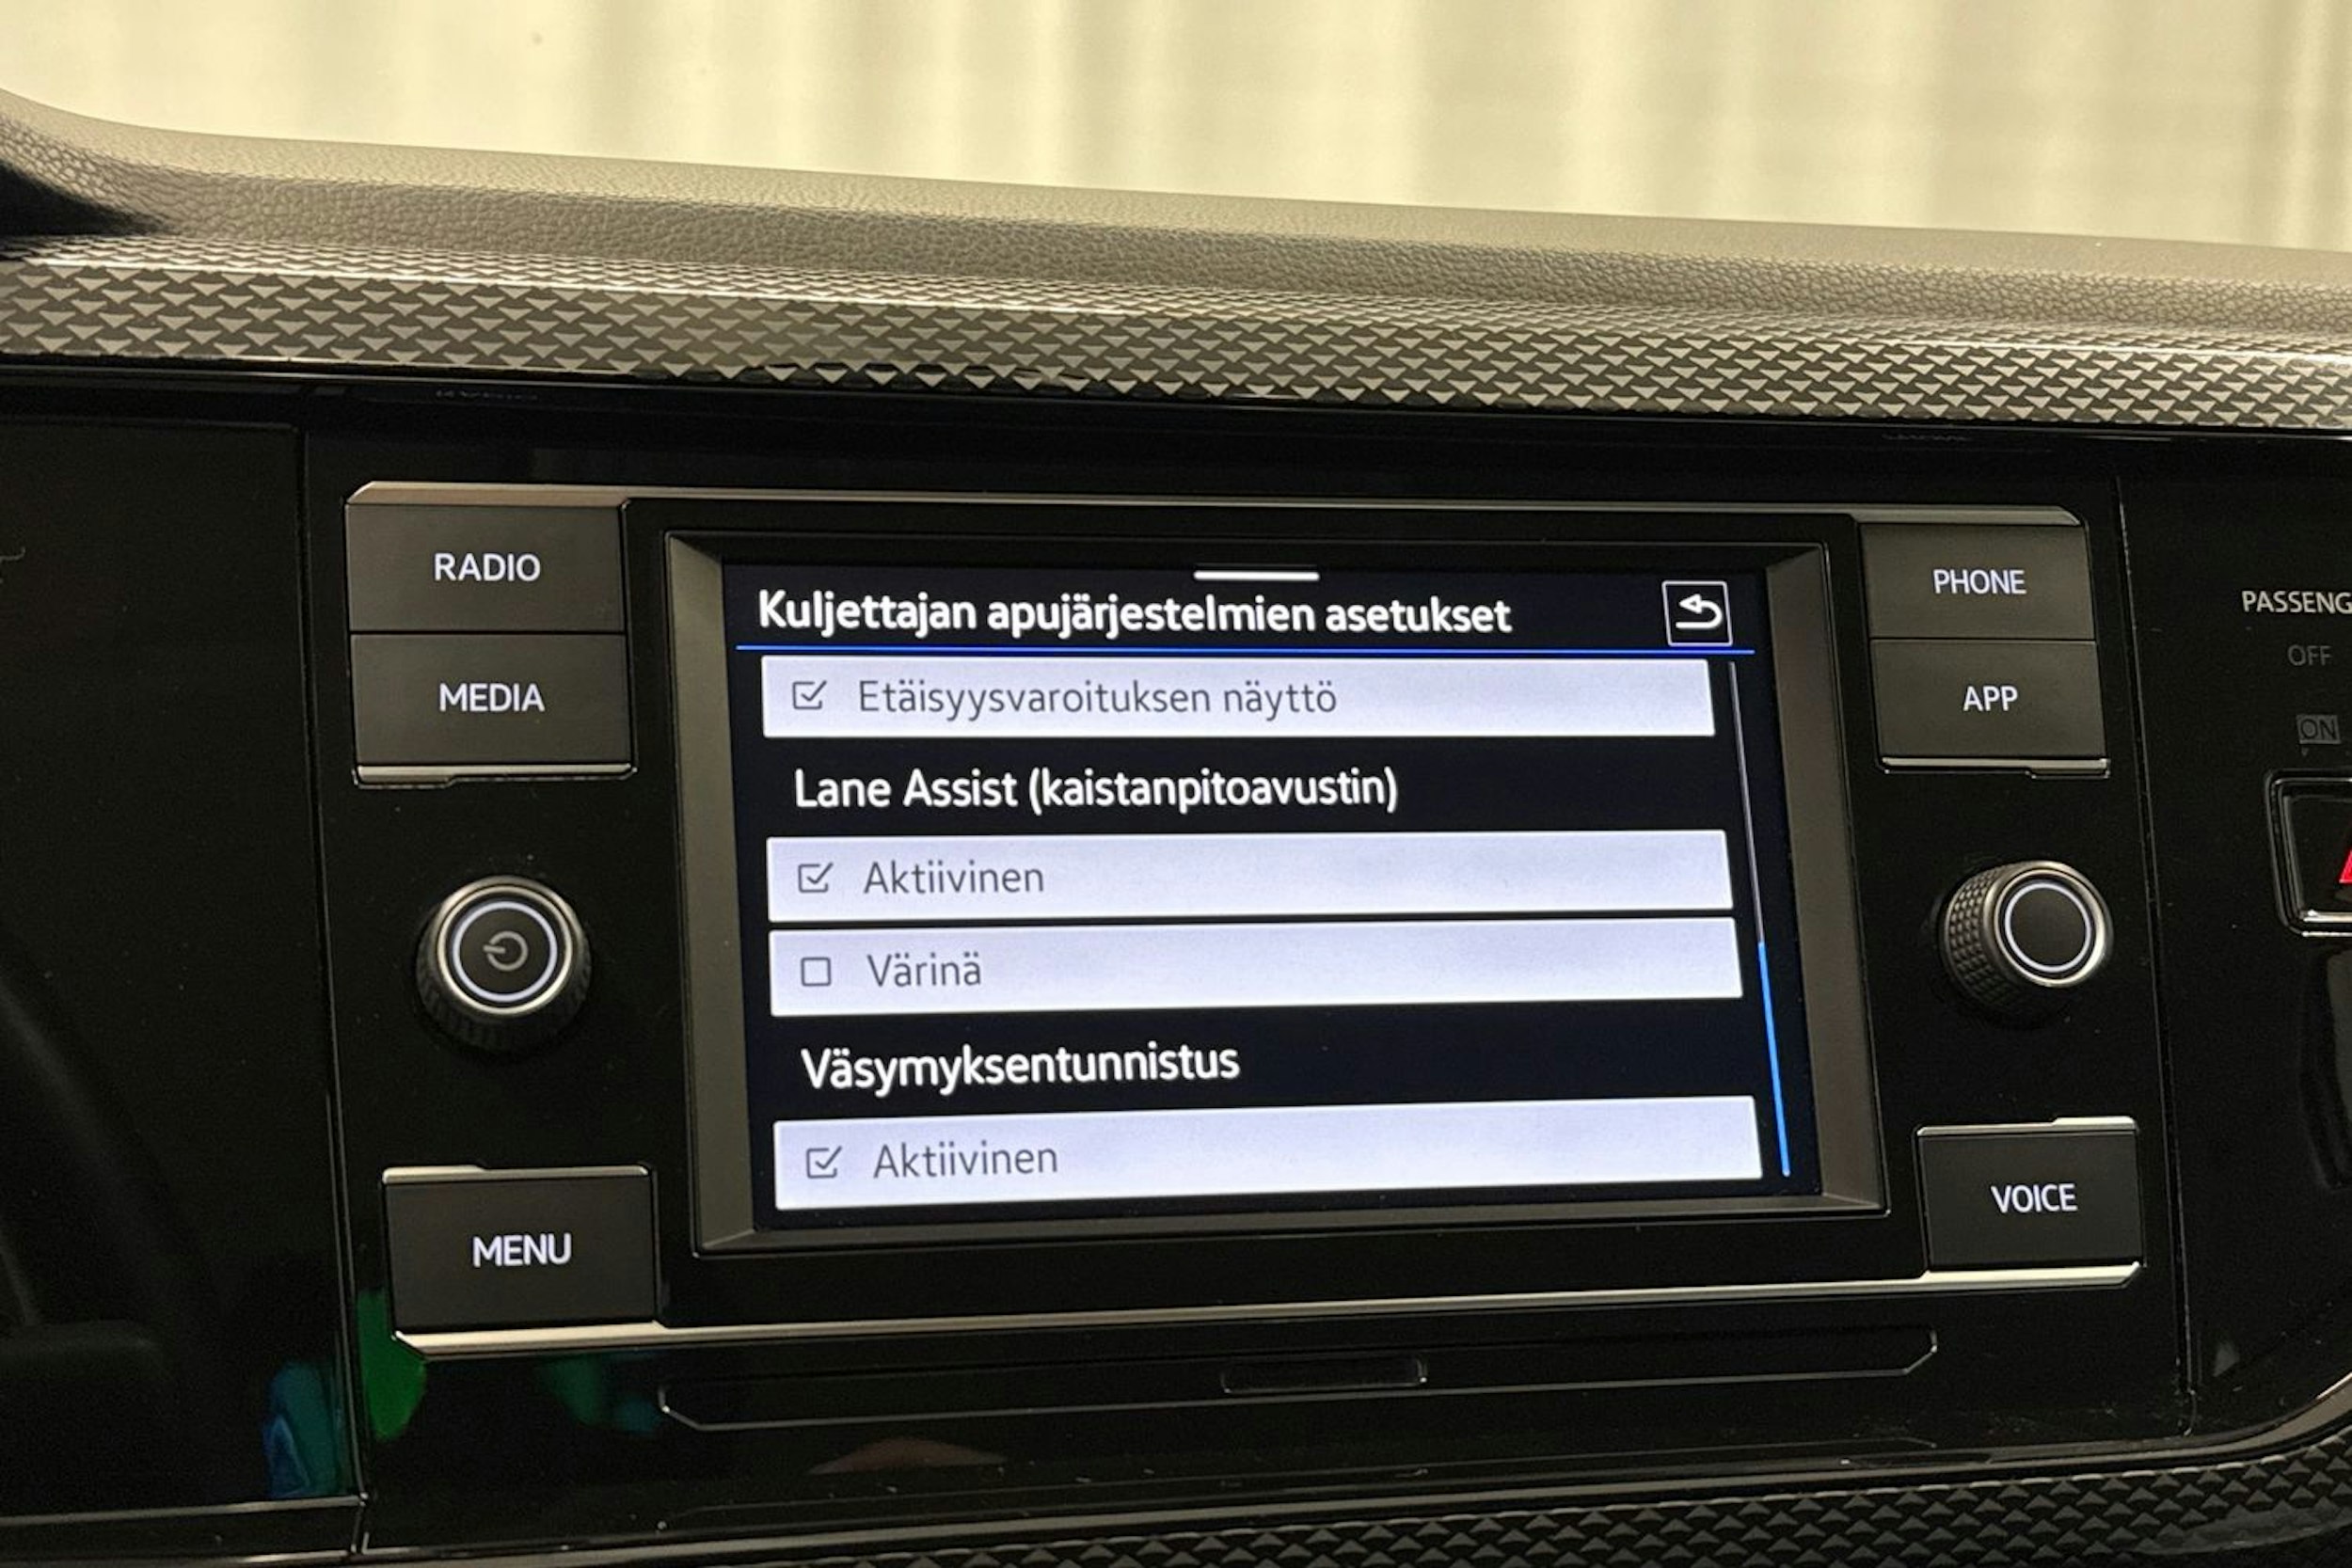 RADIO
MEDIA
MENU
Kuljettajan apujärjestelmien asetukset
Etäisyysvaroituksen näyttö
Lane Assist (kaistanpitoavustin)
Aktiivinen
Värinä
Väsymyksentunnistus
Aktiivinen
PHONE
APP
VOICE
PASSENG
OFF
ON